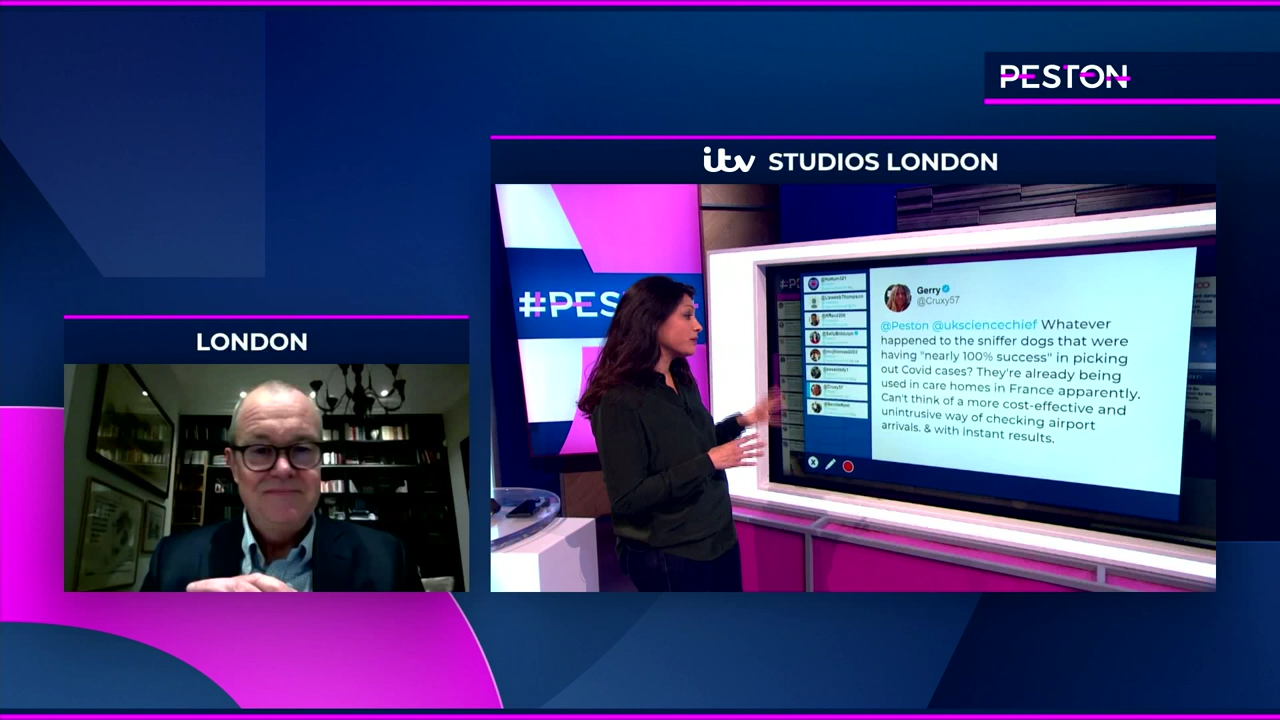 PESTON
itv STUDIOS LONDON
LONDON
#PES
Gerry
@Cruxy57
@Peston @uksciencechief Whatever
happened to the sniffer dogs that were
having "nearly 100% success" in picking
out Covid cases? They're already being
used in care homes in France apparently.
Can't think of a more cost-effective and
unintrusive way of checking airport
arrivals. & with instant results.